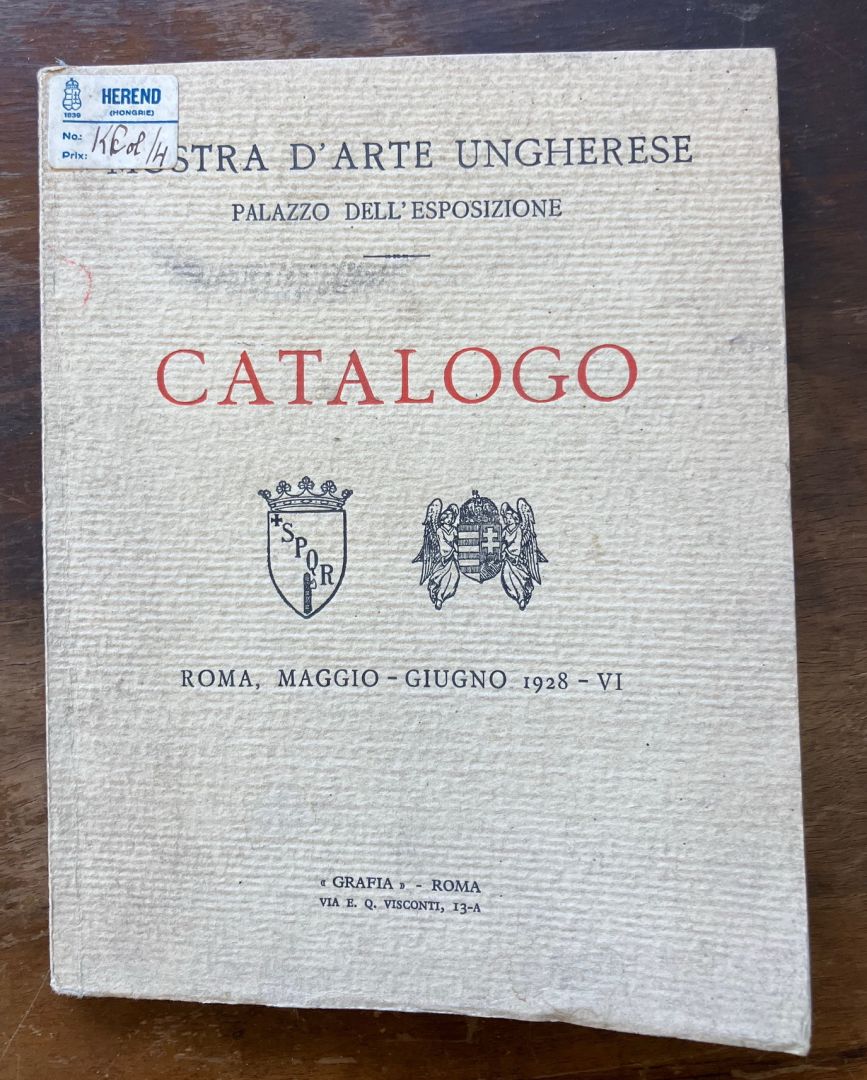 HEREND
(HONGRIE)
1839
No.:
Prix:
MOSTRA D'ARTE UNGHERESE
PALAZZO DELL'ESPOSIZIONE
CATALOGO
SPQR
ROMA, MAGGIO - GIUGNO 1928 - VI
« GRAFIA » - ROMA
VIA E. Q. VISCONTI, 13-A